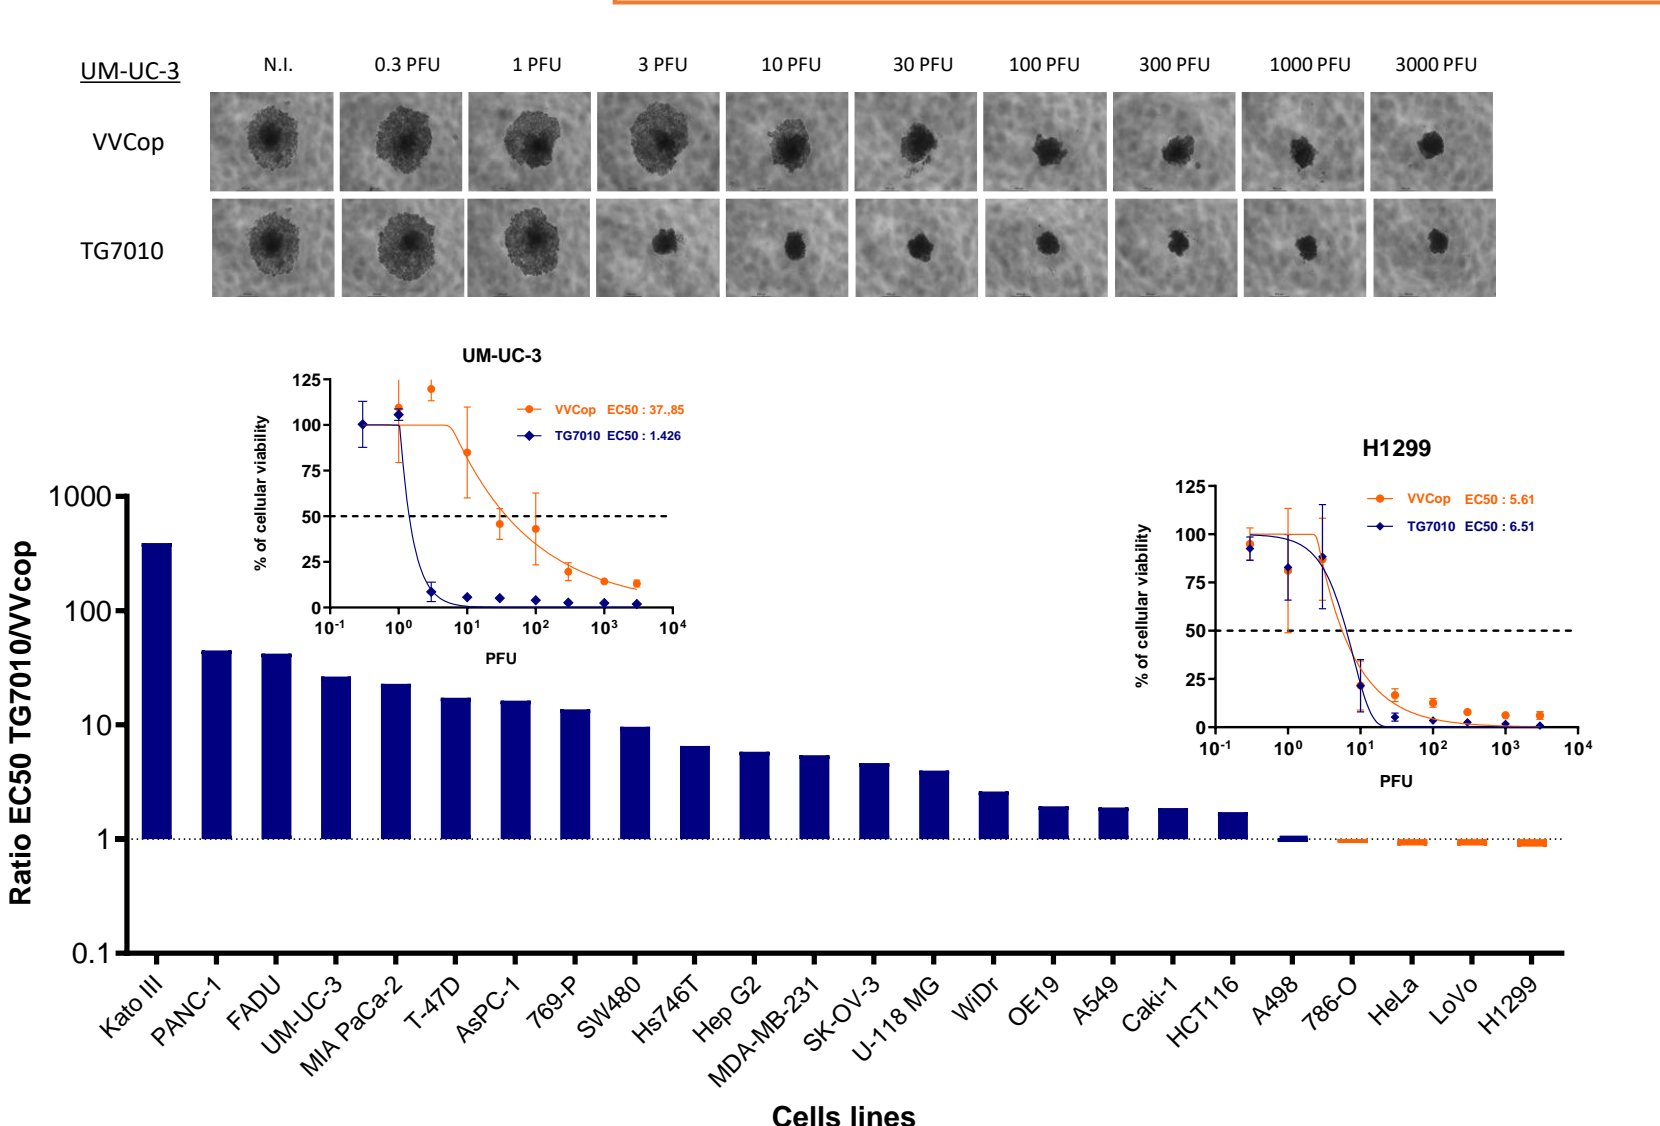 UM-UC-3 N.I. 0.3 PFU 1 PFU 3 PFU 10 PFU 30 PFU 100 PFU 300 PFU 1000 PFU 3000 PFU
VVCop
TG7010
UM-UC-3
% of cellular viability
125
100
75
50
25
0
VVCop EC50 : 37.,85
TG7010 EC50 : 1.426
10-1 100 101 102 103 104
PFU
H1299
% of cellular viability
125
100
75
50
25
0
VVCop EC50 : 5.61
TG7010 EC50 : 6.51
10-1 100 101 102 103 104
PFU
Ratio EC50 TG7010/VVcop
1000
100
10
1
0.1
Kato III
PANC-1
FADU
UM-UC-3
MIA PaCa-2
T-47D
AsPC-1
769-P
SW480
Hs746T
Hep G2
MDA-MB-231
SK-OV-3
U-118 MG
WiDr
OE19
A549
Caki-1
HCT116
A498
786-O
HeLa
LoVo
H1299
Cells lines